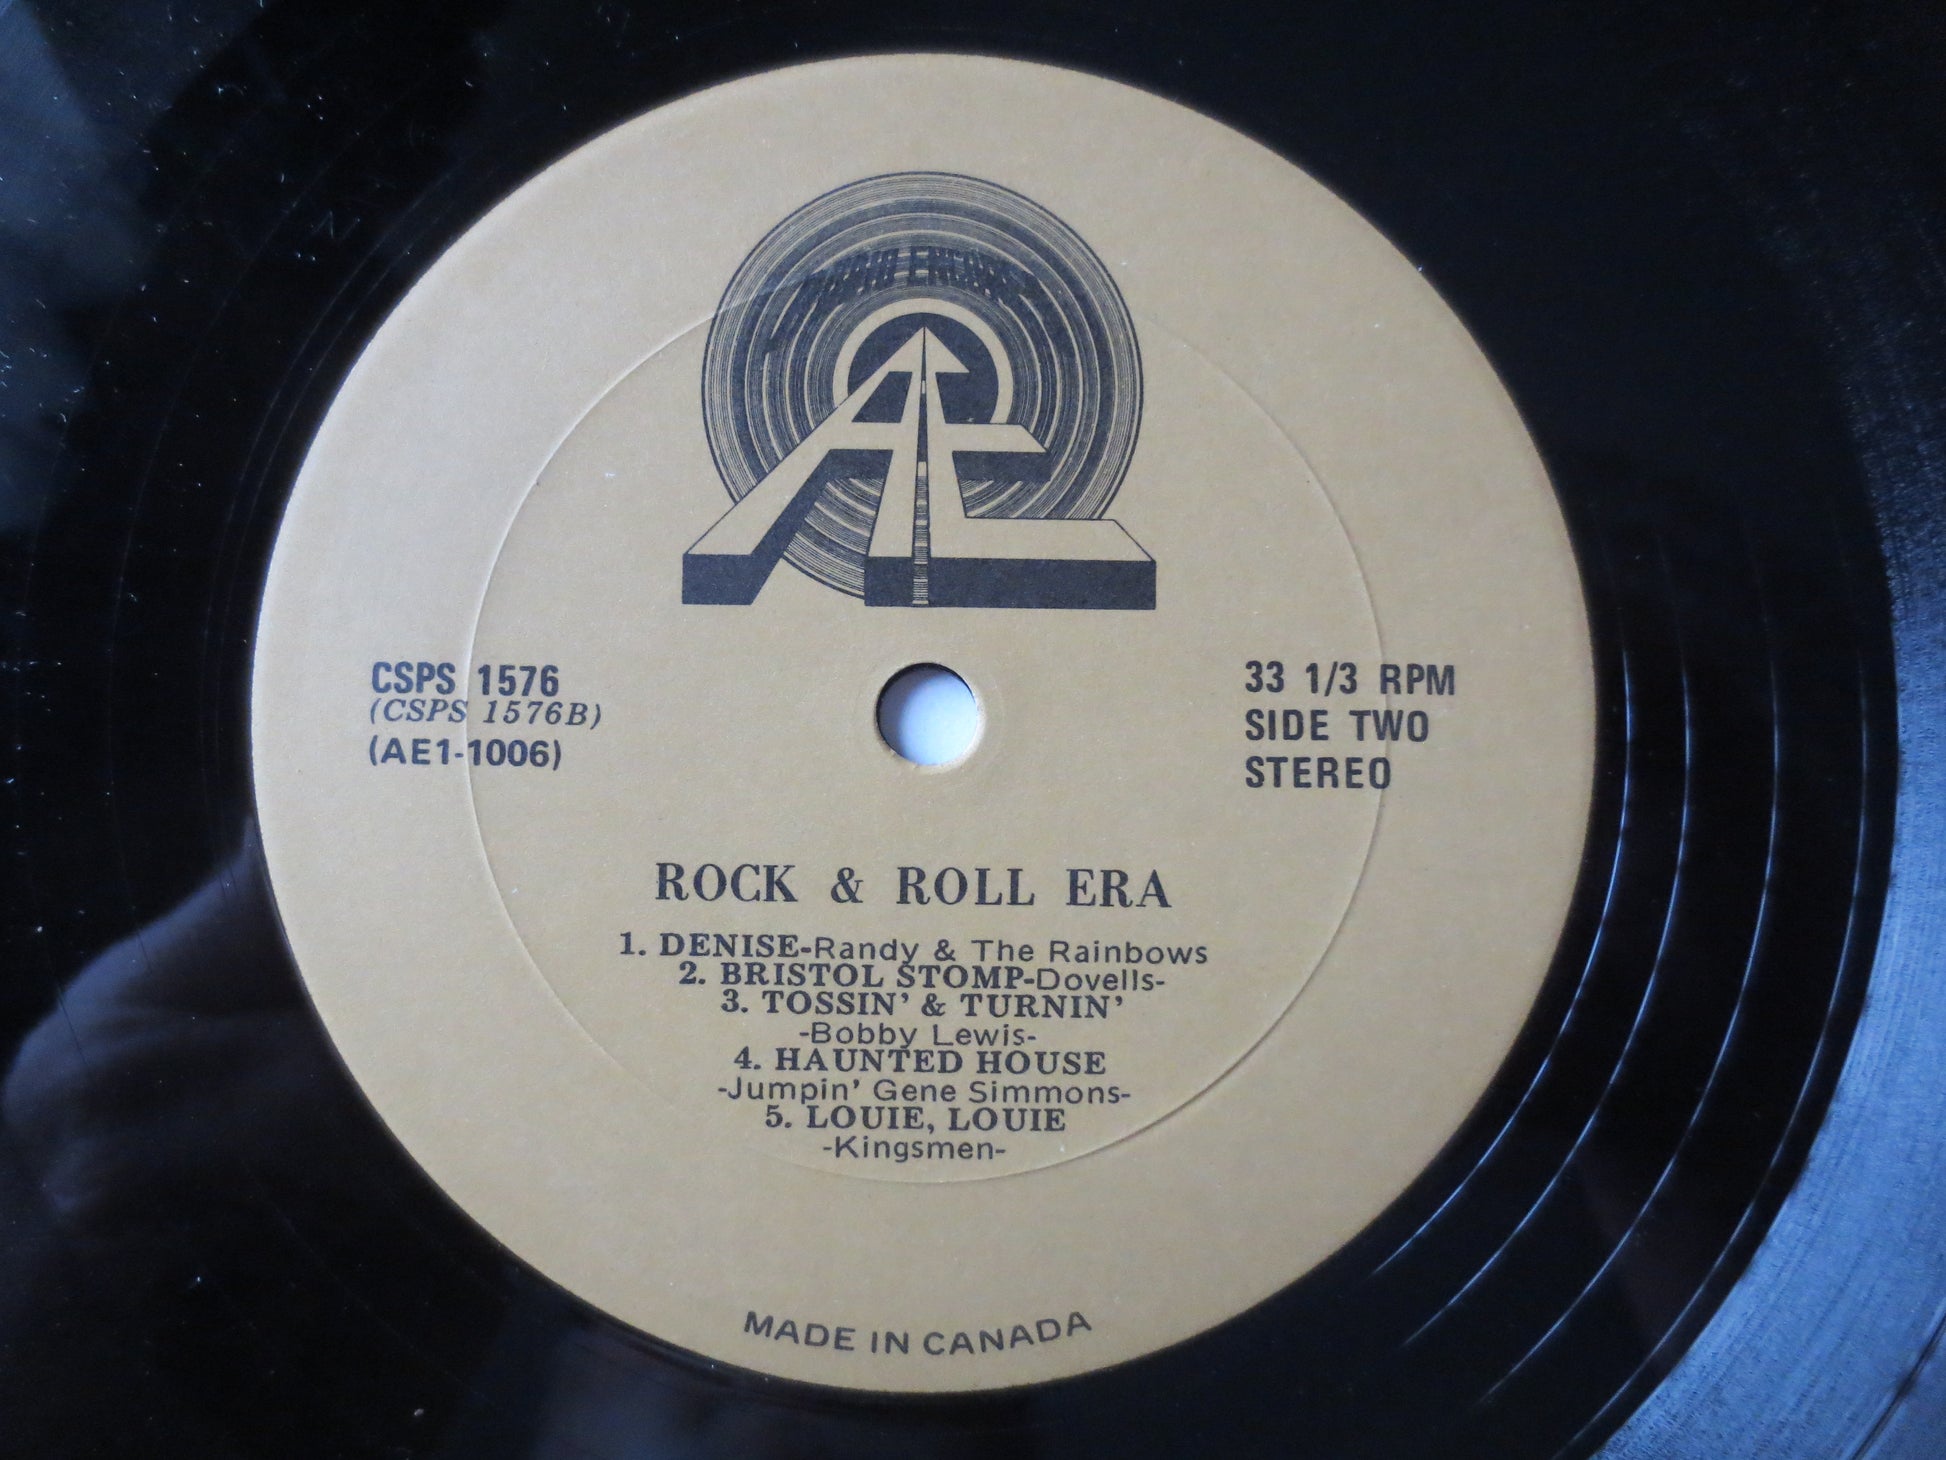 CSPS 1576
(CSPS 1576B)
(AE1-1006)
33 1/3 RPM
SIDE TWO
STEREO
ROCK & ROLL ERA
1. DENISE-Randy & The Rainbows
2. BRISTOL STOMP-Dovells-
3. TOSSIN' & TURNIN'
-Bobby Lewis-
4. HAUNTED HOUSE
-Jumpin' Gene Simmons-
5. LOUIE, LOUIE
-Kingsmen-
MADE IN CANADA